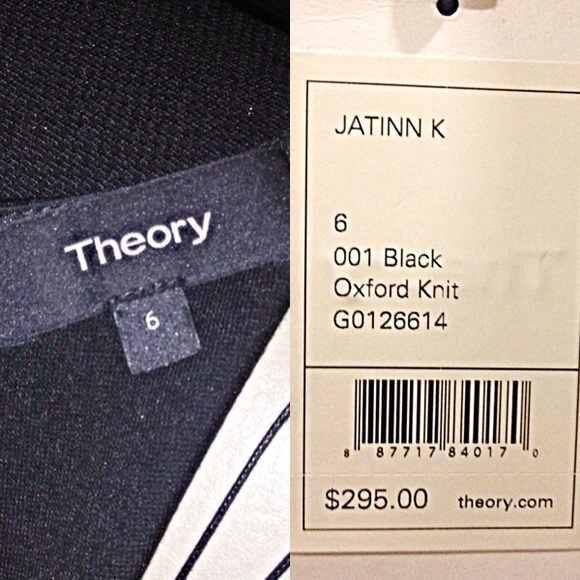 Theory
6
JATINN K
6
001 Black
Oxford Knit
G0126614
8 87717 84017 0
$295.00 theory.com